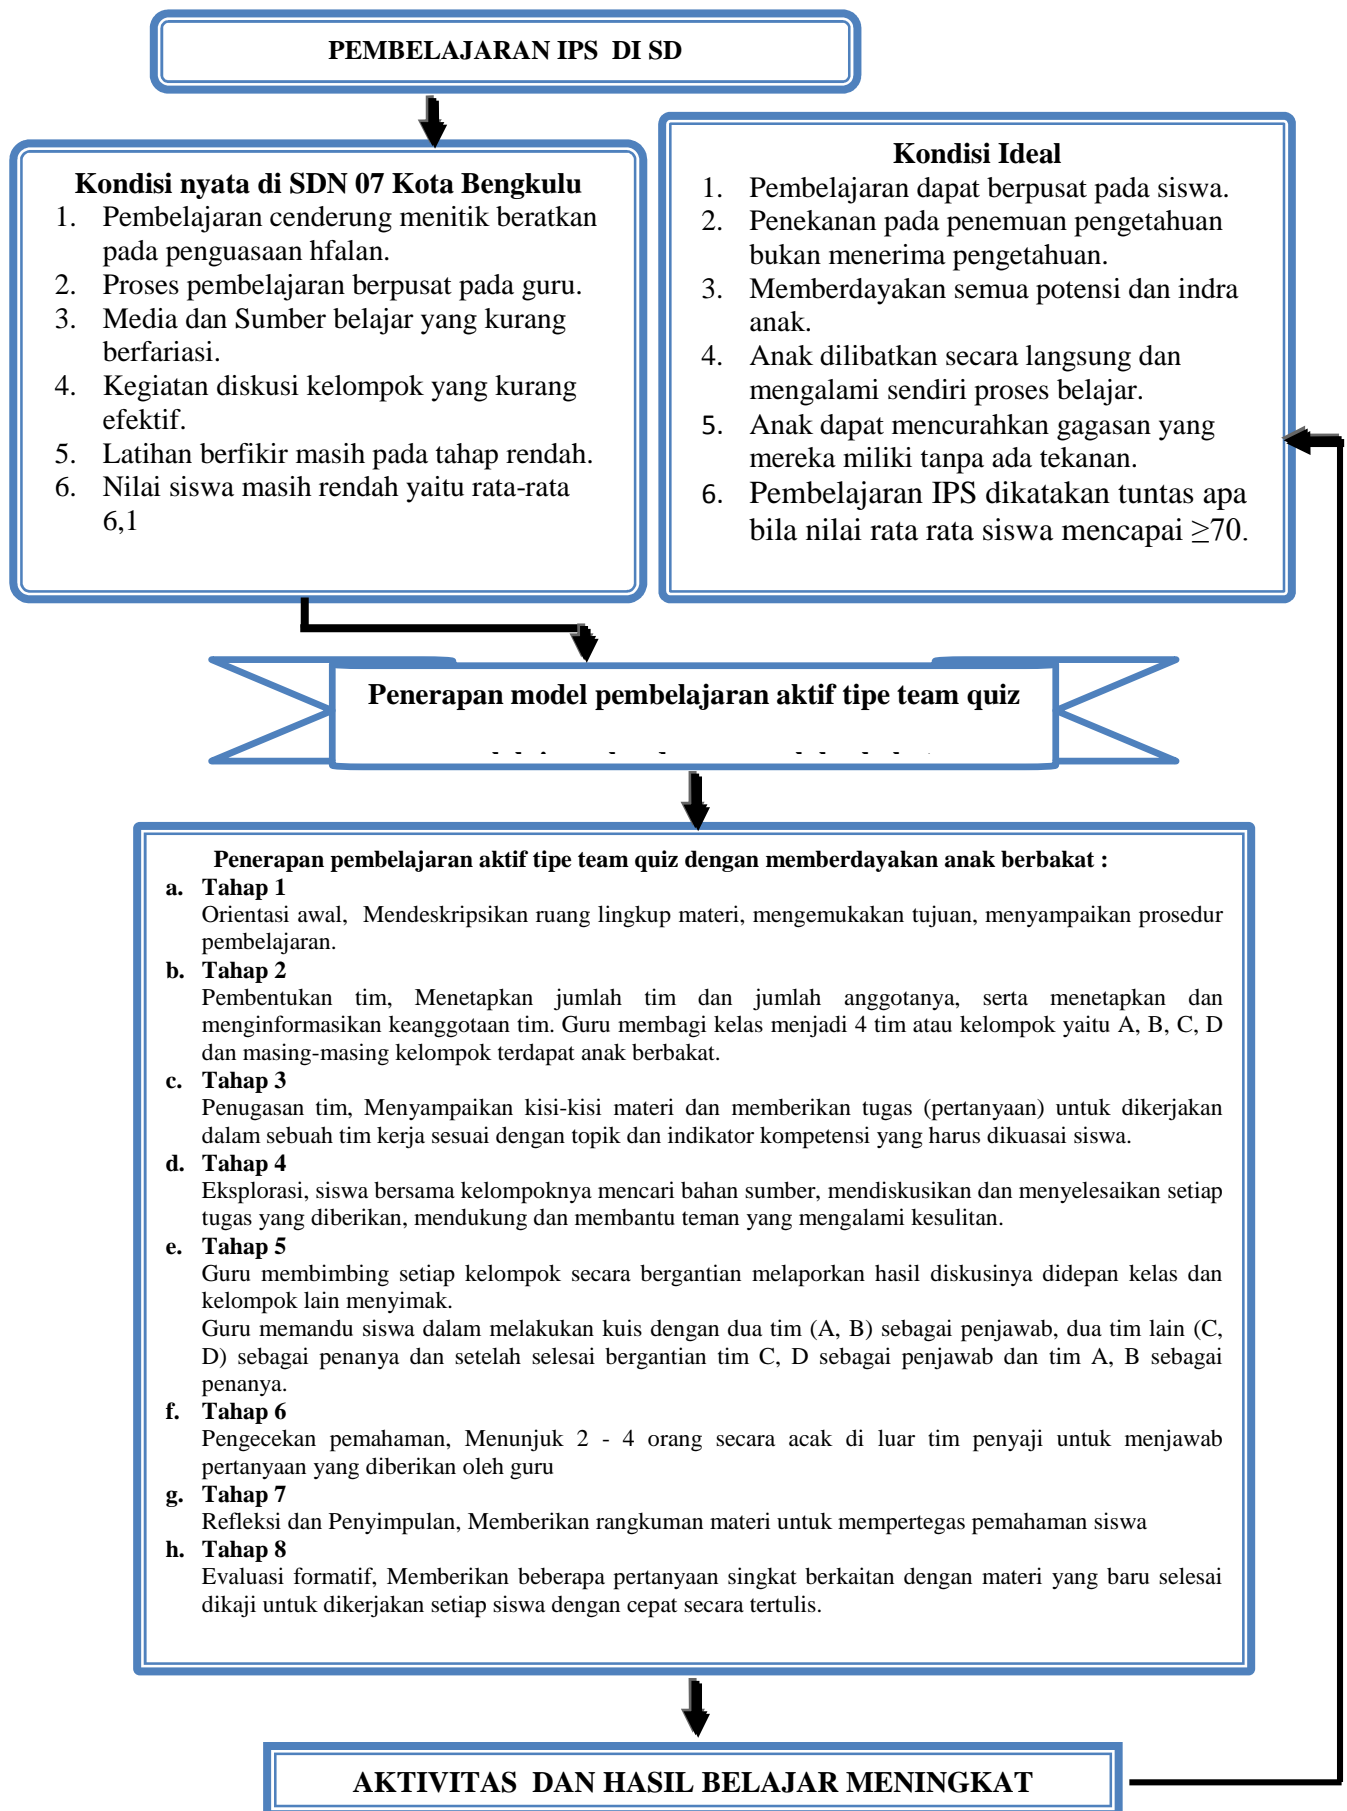 PEMBELAJARAN IPS DI SD
Kondisi nyata di SDN 07 Kota Bengkulu
1. Pembelajaran cenderung menitik beratkan
pada penguasaan hfalan.
2. Proses pembelajaran berpusat pada guru.
3. Media dan Sumber belajar yang kurang
berfariasi.
4. Kegiatan diskusi kelompok yang kurang
efektif.
5. Latihan berfikir masih pada tahap rendah.
6. Nilai siswa masih rendah yaitu rata-rata
6,1
Kondisi Ideal
1. Pembelajaran dapat berpusat pada siswa.
2. Penekanan pada penemuan pengetahuan
bukan menerima pengetahuan.
3. Memberdayakan semua potensi dan indra
anak.
4. Anak dilibatkan secara langsung dan
mengalami sendiri proses belajar.
5. Anak dapat mencurahkan gagasan yang
mereka miliki tanpa ada tekanan.
6. Pembelajaran IPS dikatakan tuntas apa
bila nilai rata rata siswa mencapai ≥70.
Penerapan model pembelajaran aktif tipe team quiz
Penerapan pembelajaran aktif tipe team quiz dengan memberdayakan anak berbakat :
a. Tahap 1
Orientasi awal, Mendeskripsikan ruang lingkup materi, mengemukakan tujuan, menyampaikan prosedur
pembelajaran.
b. Tahap 2
Pembentukan tim, Menetapkan jumlah tim dan jumlah anggotanya, serta menetapkan dan
menginformasikan keanggotaan tim. Guru membagi kelas menjadi 4 tim atau kelompok yaitu A, B, C, D
dan masing-masing kelompok terdapat anak berbakat.
c. Tahap 3
Penugasan tim, Menyampaikan kisi-kisi materi dan memberikan tugas (pertanyaan) untuk dikerjakan
dalam sebuah tim kerja sesuai dengan topik dan indikator kompetensi yang harus dikuasai siswa.
d. Tahap 4
Eksplorasi, siswa bersama kelompoknya mencari bahan sumber, mendiskusikan dan menyelesaikan setiap
tugas yang diberikan, mendukung dan membantu teman yang mengalami kesulitan.
e. Tahap 5
Guru membimbing setiap kelompok secara bergantian melaporkan hasil diskusinya didepan kelas dan
kelompok lain menyimak.
Guru memandu siswa dalam melakukan kuis dengan dua tim (A, B) sebagai penjawab, dua tim lain (C,
D) sebagai penanya dan setelah selesai bergantian tim C, D sebagai penjawab dan tim A, B sebagai
penanya.
f. Tahap 6
Pengecekan pemahaman, Menunjuk 2 - 4 orang secara acak di luar tim penyaji untuk menjawab
pertanyaan yang diberikan oleh guru
g. Tahap 7
Refleksi dan Penyimpulan, Memberikan rangkuman materi untuk mempertegas pemahaman siswa
h. Tahap 8
Evaluasi formatif, Memberikan beberapa pertanyaan singkat berkaitan dengan materi yang baru selesai
dikaji untuk dikerjakan setiap siswa dengan cepat secara tertulis.
AKTIVITAS DAN HASIL BELAJAR MENINGKAT